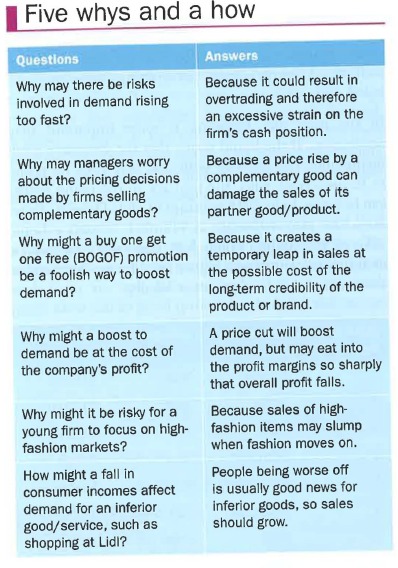 Five whys and a how
Questions
Answers
Why may there be risks
involved in demand rising
too fast?
Because it could result in
overtrading and therefore
an excessive strain on the
firm's cash position.
Why may managers worry
about the pricing decisions
made by firms selling
complementary goods?
Because a price rise by a
complementary good can
damage the sales of its
partner good/product.
Why might a buy one get
one free (BOGOF) promotion
be a foolish way to boost
demand?
Because it creates a
temporary leap in sales at
the possible cost of the
long-term credibility of the
product or brand.
Why might a boost to
demand be at the cost of
the company's profit?
A price cut will boost
demand, but may eat into
the profit margins so sharply
that overall profit falls.
Why might it be risky for a
young firm to focus on high-
fashion markets?
Because sales of high-
fashion items may slump
when fashion moves on.
How might a fall in
consumer incomes affect
demand for an inferior
good/service, such as
shopping at Lidl?
People being worse off
is usually good news for
inferior goods, so sales
should grow.